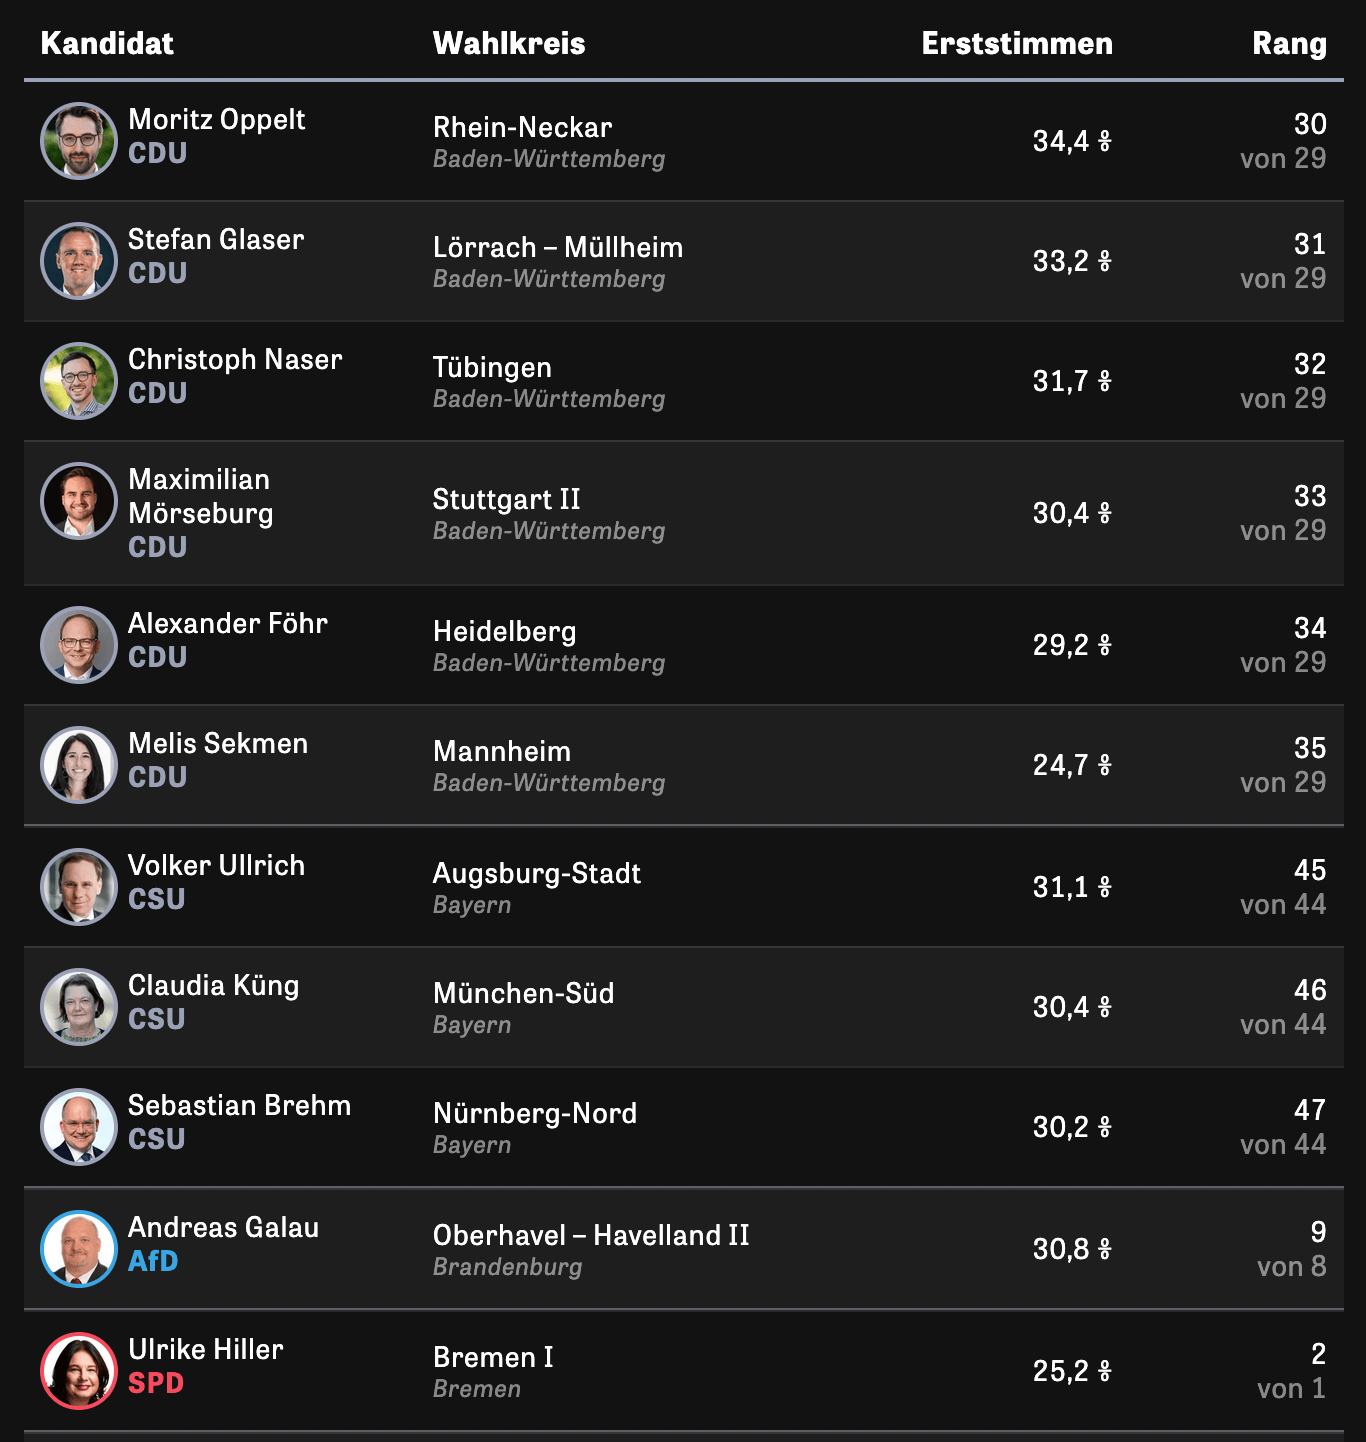 Kandidat Wahlkreis Erststimmen Rang
Moritz Oppelt
CDU
Rhein-Neckar
Baden-Württemberg
34,4 %
30
von 29
Stefan Glaser
CDU
Lörrach – Müllheim
Baden-Württemberg
33,2 %
31
von 29
Christoph Naser
CDU
Tübingen
Baden-Württemberg
31,7 %
32
von 29
Maximilian
Mörseburg
CDU
Stuttgart II
Baden-Württemberg
30,4 %
33
von 29
Alexander Föhr
CDU
Heidelberg
Baden-Württemberg
29,2 %
34
von 29
Melis Sekmen
CDU
Mannheim
Baden-Württemberg
24,7 %
35
von 29
Volker Ullrich
CSU
Augsburg-Stadt
Bayern
31,1 %
45
von 44
Claudia Küng
CSU
München-Süd
Bayern
30,4 %
46
von 44
Sebastian Brehm
CSU
Nürnberg-Nord
Bayern
30,2 %
47
von 44
Andreas Galau
AfD
Oberhavel – Havelland II
Brandenburg
30,8 %
9
von 8
Ulrike Hiller
SPD
Bremen I
Bremen
25,2 %
2
von 1